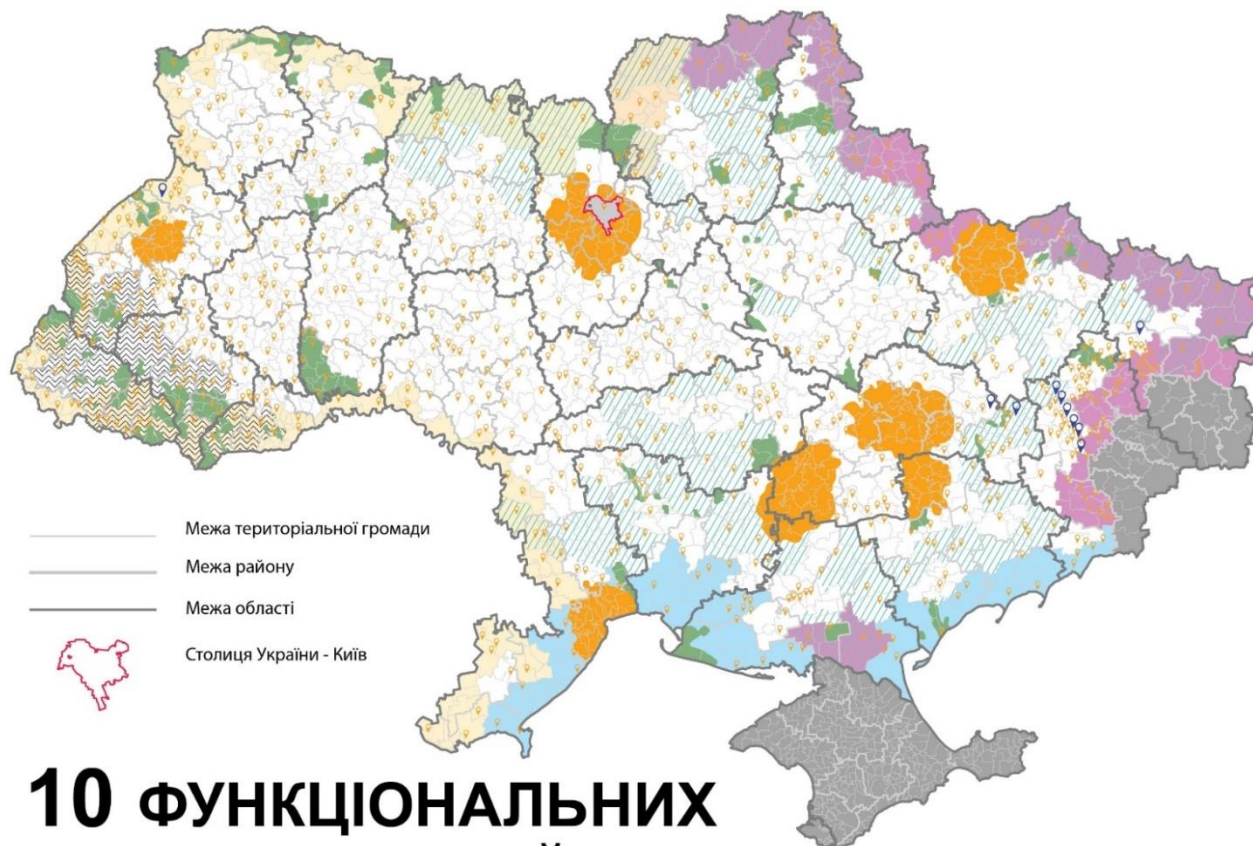 Межа територіальної громади
Межа району
Межа області
Столиця України - Київ
10 ФУНКЦІОНАЛЬНИХ